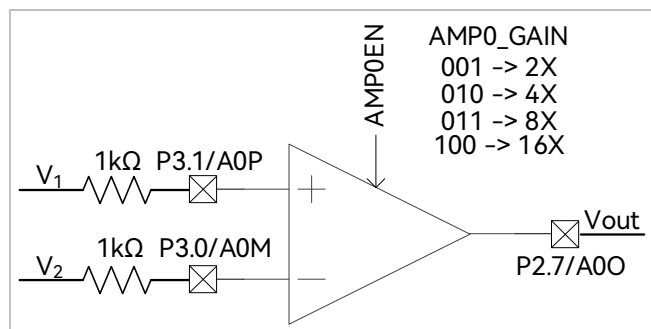 AMP0EN
AMP0_GAIN
001 -> 2X
010 -> 4X
011 -> 8X
100 -> 16X
V₁
1kΩ
P3.1/A0P
+
V₂
1kΩ
P3.0/A0M
−
Vout
P2.7/A0O